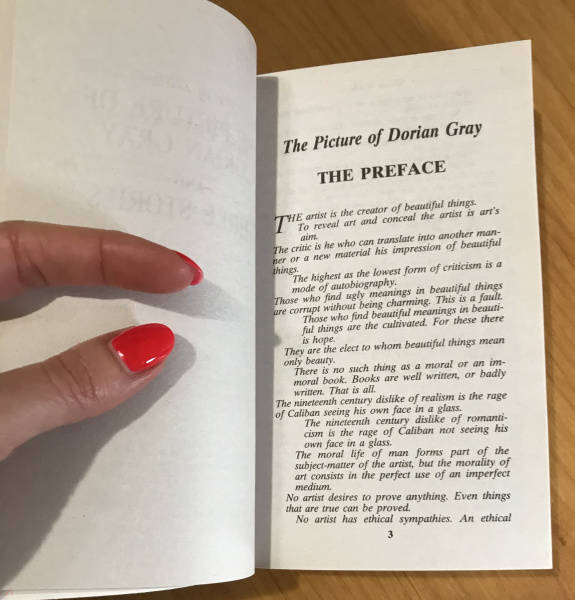 The Picture of Dorian Gray
THE PREFACE
THE artist is the creator of beautiful things.
To reveal art and conceal the artist is art's
aim.
The critic is he who can translate into another man-
ner or a new material his impression of beautiful
things.
The highest as the lowest form of criticism is a
mode of autobiography.
Those who find ugly meanings in beautiful things
are corrupt without being charming. This is a fault.
Those who find beautiful meanings in beauti-
ful things are the cultivated. For these there
is hope.
They are the elect to whom beautiful things mean
only beauty.
There is no such thing as a moral or an im-
moral book. Books are well written, or badly
written. That is all.
The nineteenth century dislike of realism is the rage
of Caliban seeing his own face in a glass.
The nineteenth century dislike of romanti-
cism is the rage of Caliban not seeing his
own face in a glass.
The moral life of man forms part of the
subject-matter of the artist, but the morality of
art consists in the perfect use of an imperfect
medium.
No artist desires to prove anything. Even things
that are true can be proved.
No artist has ethical sympathies. An ethical
3